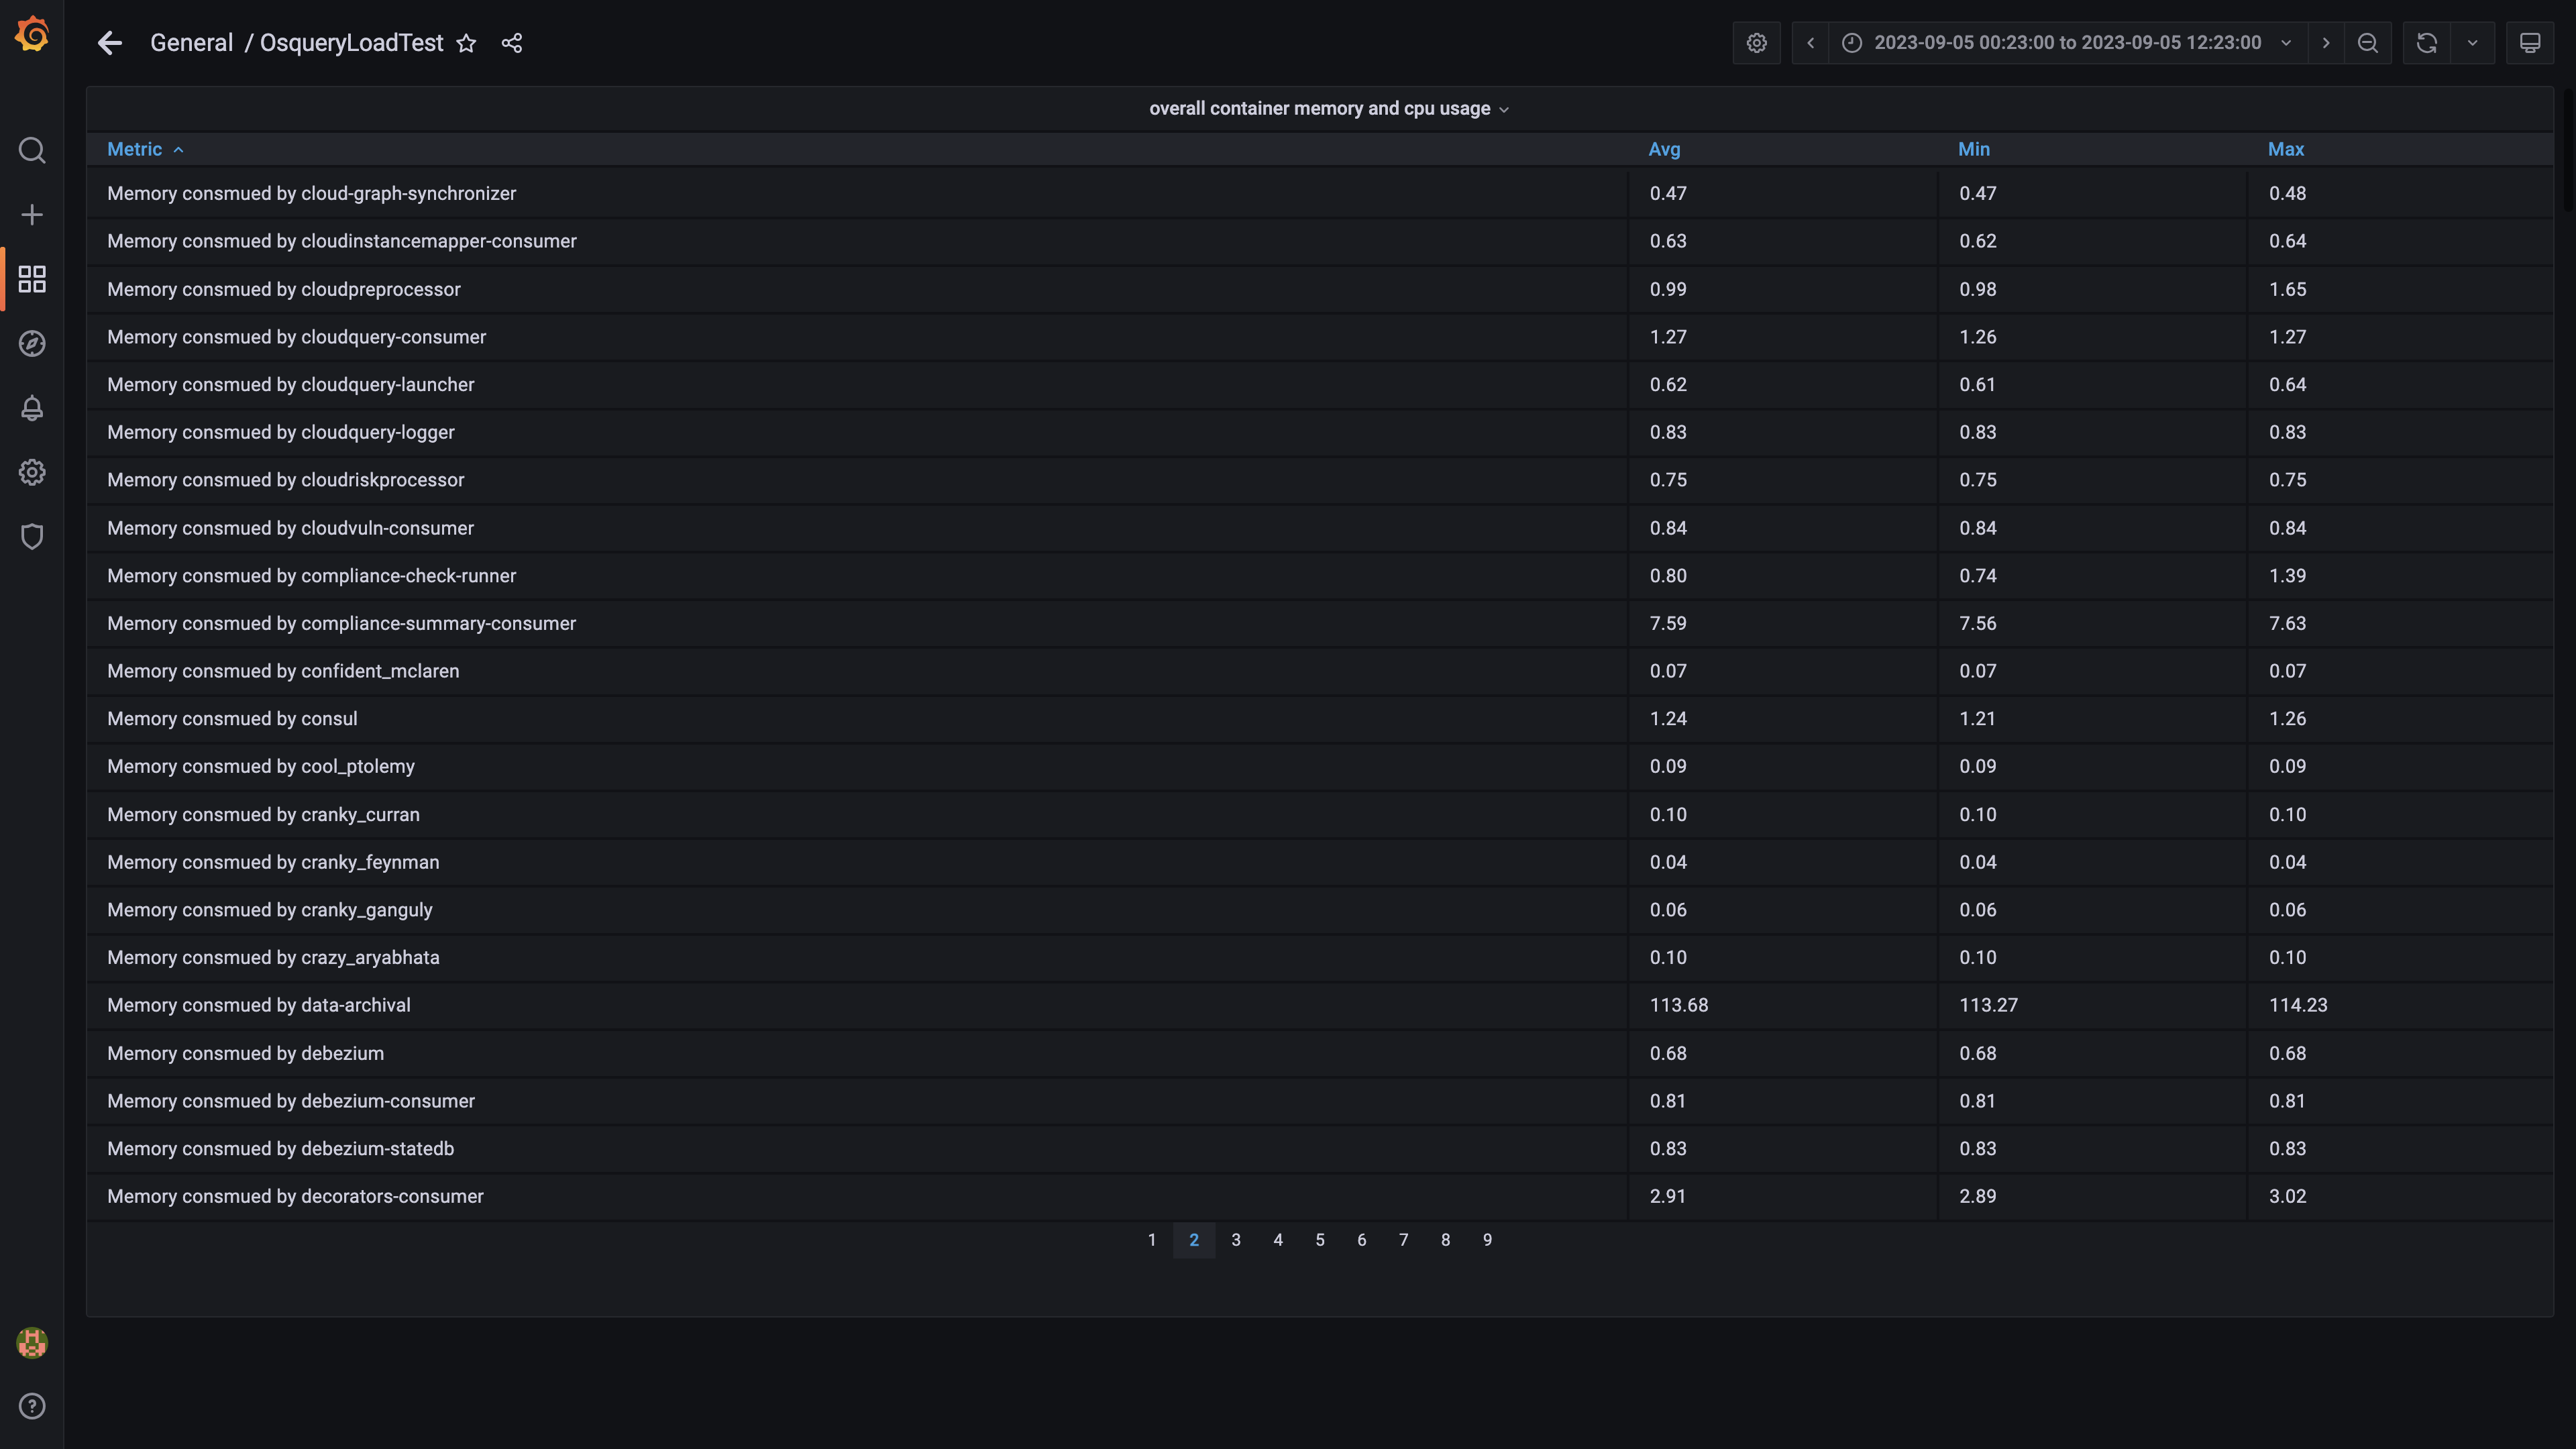 General / OsqueryLoadTest
2023-09-05 00:23:00 to 2023-09-05 12:23:00
overall container memory and cpu usage
Metric Avg Min Max
Memory consmued by cloud-graph-synchronizer 0.47 0.47 0.48
Memory consmued by cloudinstancemapper-consumer 0.63 0.62 0.64
Memory consmued by cloudpreprocessor 0.99 0.98 1.65
Memory consmued by cloudquery-consumer 1.27 1.26 1.27
Memory consmued by cloudquery-launcher 0.62 0.61 0.64
Memory consmued by cloudquery-logger 0.83 0.83 0.83
Memory consmued by cloudriskprocessor 0.75 0.75 0.75
Memory consmued by cloudvuln-consumer 0.84 0.84 0.84
Memory consmued by compliance-check-runner 0.80 0.74 1.39
Memory consmued by compliance-summary-consumer 7.59 7.56 7.63
Memory consmued by confident_mclaren 0.07 0.07 0.07
Memory consmued by consul 1.24 1.21 1.26
Memory consmued by cool_ptolemy 0.09 0.09 0.09
Memory consmued by cranky_curran 0.10 0.10 0.10
Memory consmued by cranky_feynman 0.04 0.04 0.04
Memory consmued by cranky_ganguly 0.06 0.06 0.06
Memory consmued by crazy_aryabhata 0.10 0.10 0.10
Memory consmued by data-archival 113.68 113.27 114.23
Memory consmued by debezium 0.68 0.68 0.68
Memory consmued by debezium-consumer 0.81 0.81 0.81
Memory consmued by debezium-statedb 0.83 0.83 0.83
Memory consmued by decorators-consumer 2.91 2.89 3.02
1 2 3 4 5 6 7 8 9